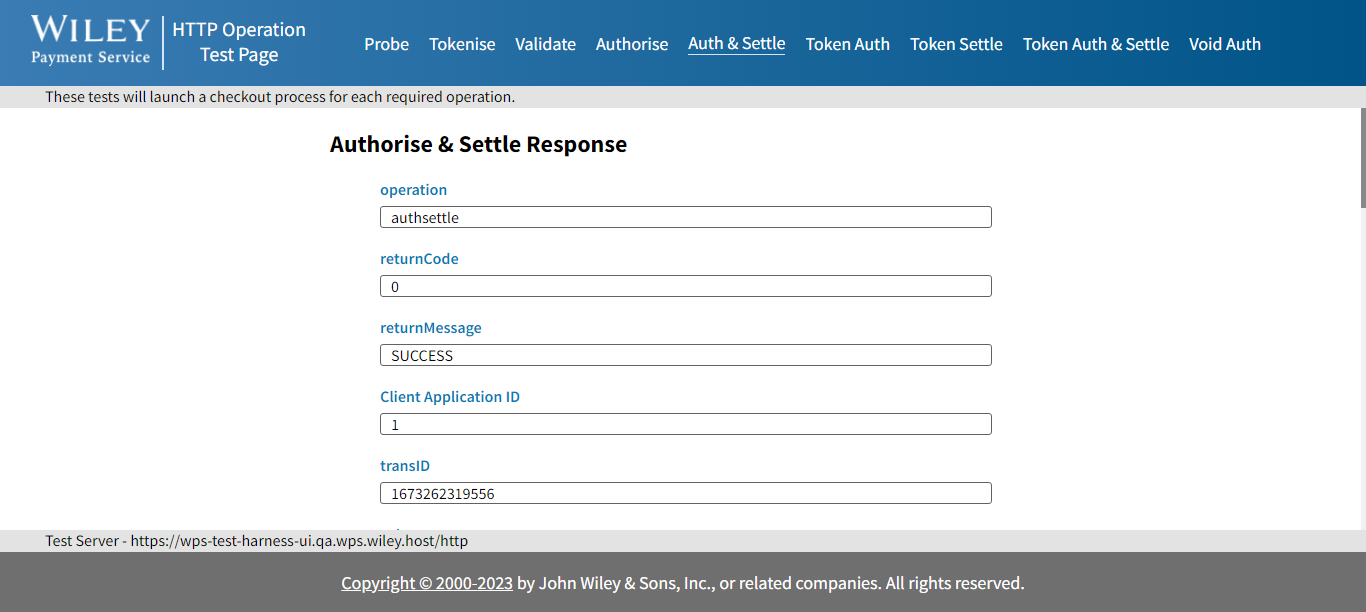 WILEY
Payment Service
HTTP Operation
Test Page
Probe Tokenise Validate Authorise Auth & Settle Token Auth Token Settle Token Auth & Settle Void Auth
These tests will launch a checkout process for each required operation.
Authorise & Settle Response
operation
authsettle
returnCode
0
returnMessage
SUCCESS
Client Application ID
1
transID
1673262319556
Test Server - https://wps-test-harness-ui.qa.wps.wiley.host/http
Copyright © 2000-2023 by John Wiley & Sons, Inc., or related companies. All rights reserved.